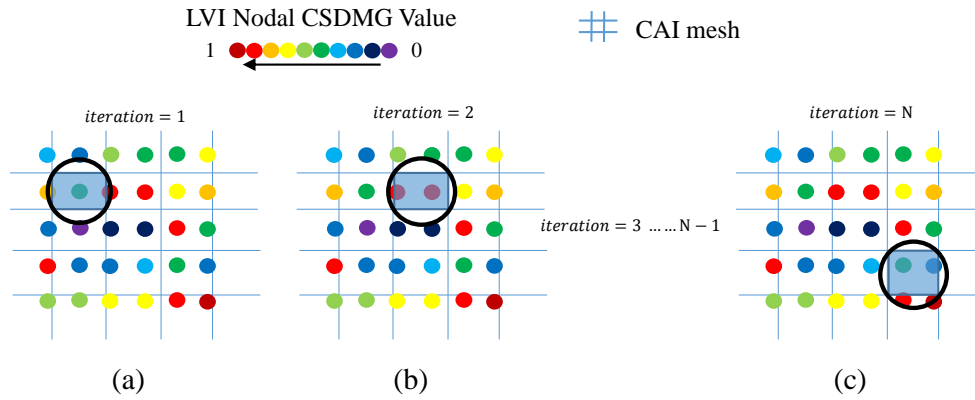 LVI Nodal CSDMG Value
1 0
CAI mesh
iteration = 1
iteration = 2
iteration = N
iteration = 3 …… N − 1
(a)
(b)
(c)